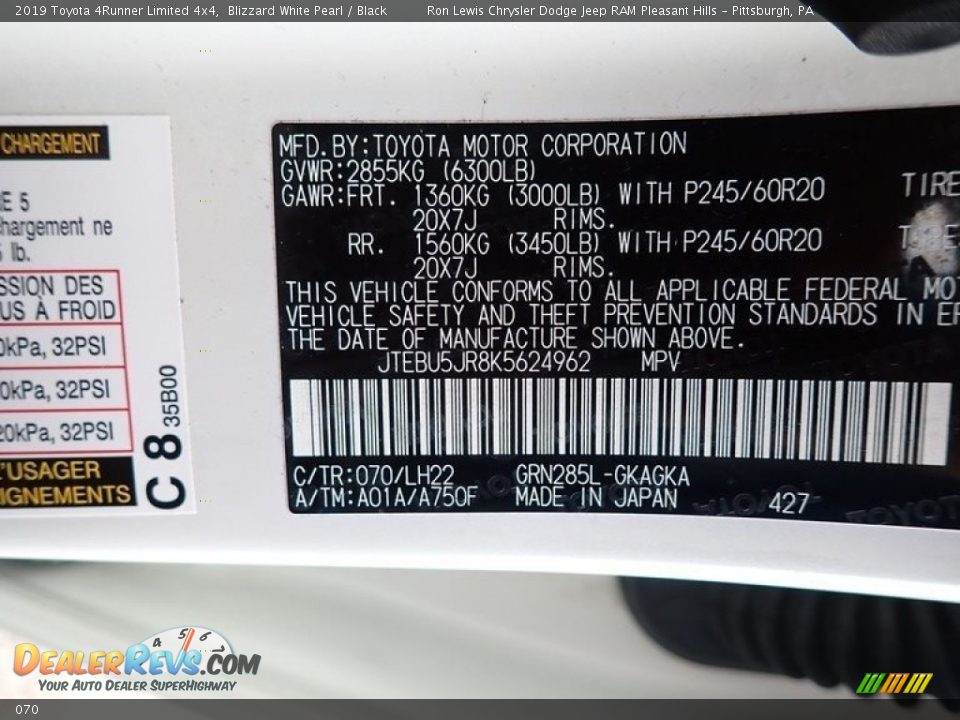 2019 Toyota 4Runner Limited 4x4, Blizzard White Pearl / Black Ron Lewis Chrysler Dodge Jeep RAM Pleasant Hills - Pittsburgh, PA
CHARGEMENT
E 5
chargement ne
lb.
SSION DES
US À FROID
0kPa, 32PSI
0kPa, 32PSI
20kPa, 32PSI
L'USAGER
IGNEMENTS
C 8 35B00
MFD. BY:TOYOTA MOTOR CORPORATION
GVWR:2855KG (6300LB)
GAWR:FRT. 1360KG (3000LB) WITH P245/60R20 TIRE
20X7J RIMS.
RR. 1560KG (3450LB) WITH P245/60R20 TIRE
20X7J RIMS.
THIS VEHICLE CONFORMS TO ALL APPLICABLE FEDERAL MOT
VEHICLE SAFETY AND THEFT PREVENTION STANDARDS IN EF
THE DATE OF MANUFACTURE SHOWN ABOVE.
JTEBU5JR8K5624962 MPV
C/TR:070/LH22 GRN285L-GKAGKA
A/TM:A01A/A750F MADE IN JAPAN 427
4 5 6
DealerRevs.com
Your Auto Dealer SuperHighway
070